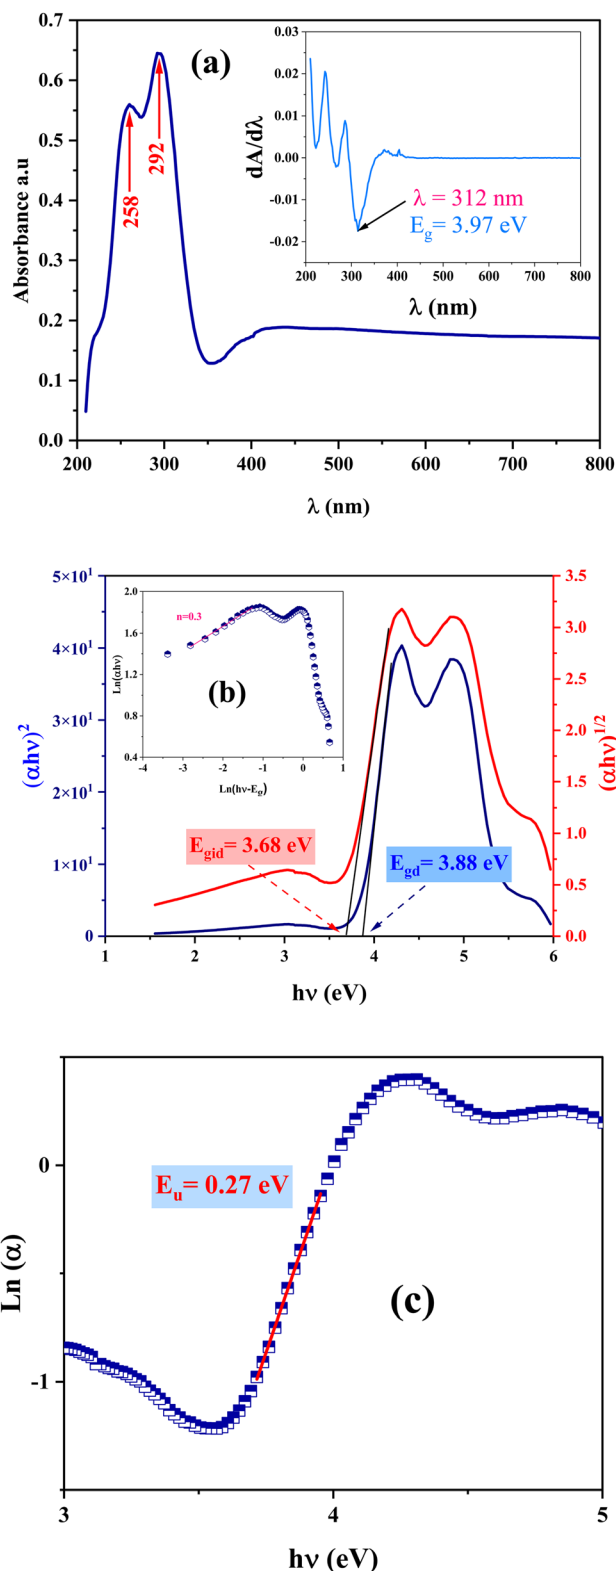 0.7
0.6
0.5
0.4
0.3
0.2
0.1
0.0
Absorbance a.u
200 300 400 500 600 700 800
λ (nm)
(a)
258
292
0.03
0.02
0.01
0.00
-0.01
-0.02
dA/dλ
200 300 400 500 600 700 800
λ (nm)
λ = 312 nm
E_g= 3.97 eV
5×10¹
4×10¹
3×10¹
2×10¹
1×10¹
0
(αhν)²
1 2 3 4 5 6
hν (eV)
3.5
3.0
2.5
2.0
1.5
1.0
0.5
0.0
(αhν)^1/2
2.0
1.6
1.2
0.8
0.4
Ln(αhν)
-4 -3 -2 -1 0 1
Ln(hν-E_g)
n=0.3
(b)
E_gid= 3.68 eV
E_gd= 3.88 eV
0
-1
Ln (α)
3 4 5
hν (eV)
E_u= 0.27 eV
(c)